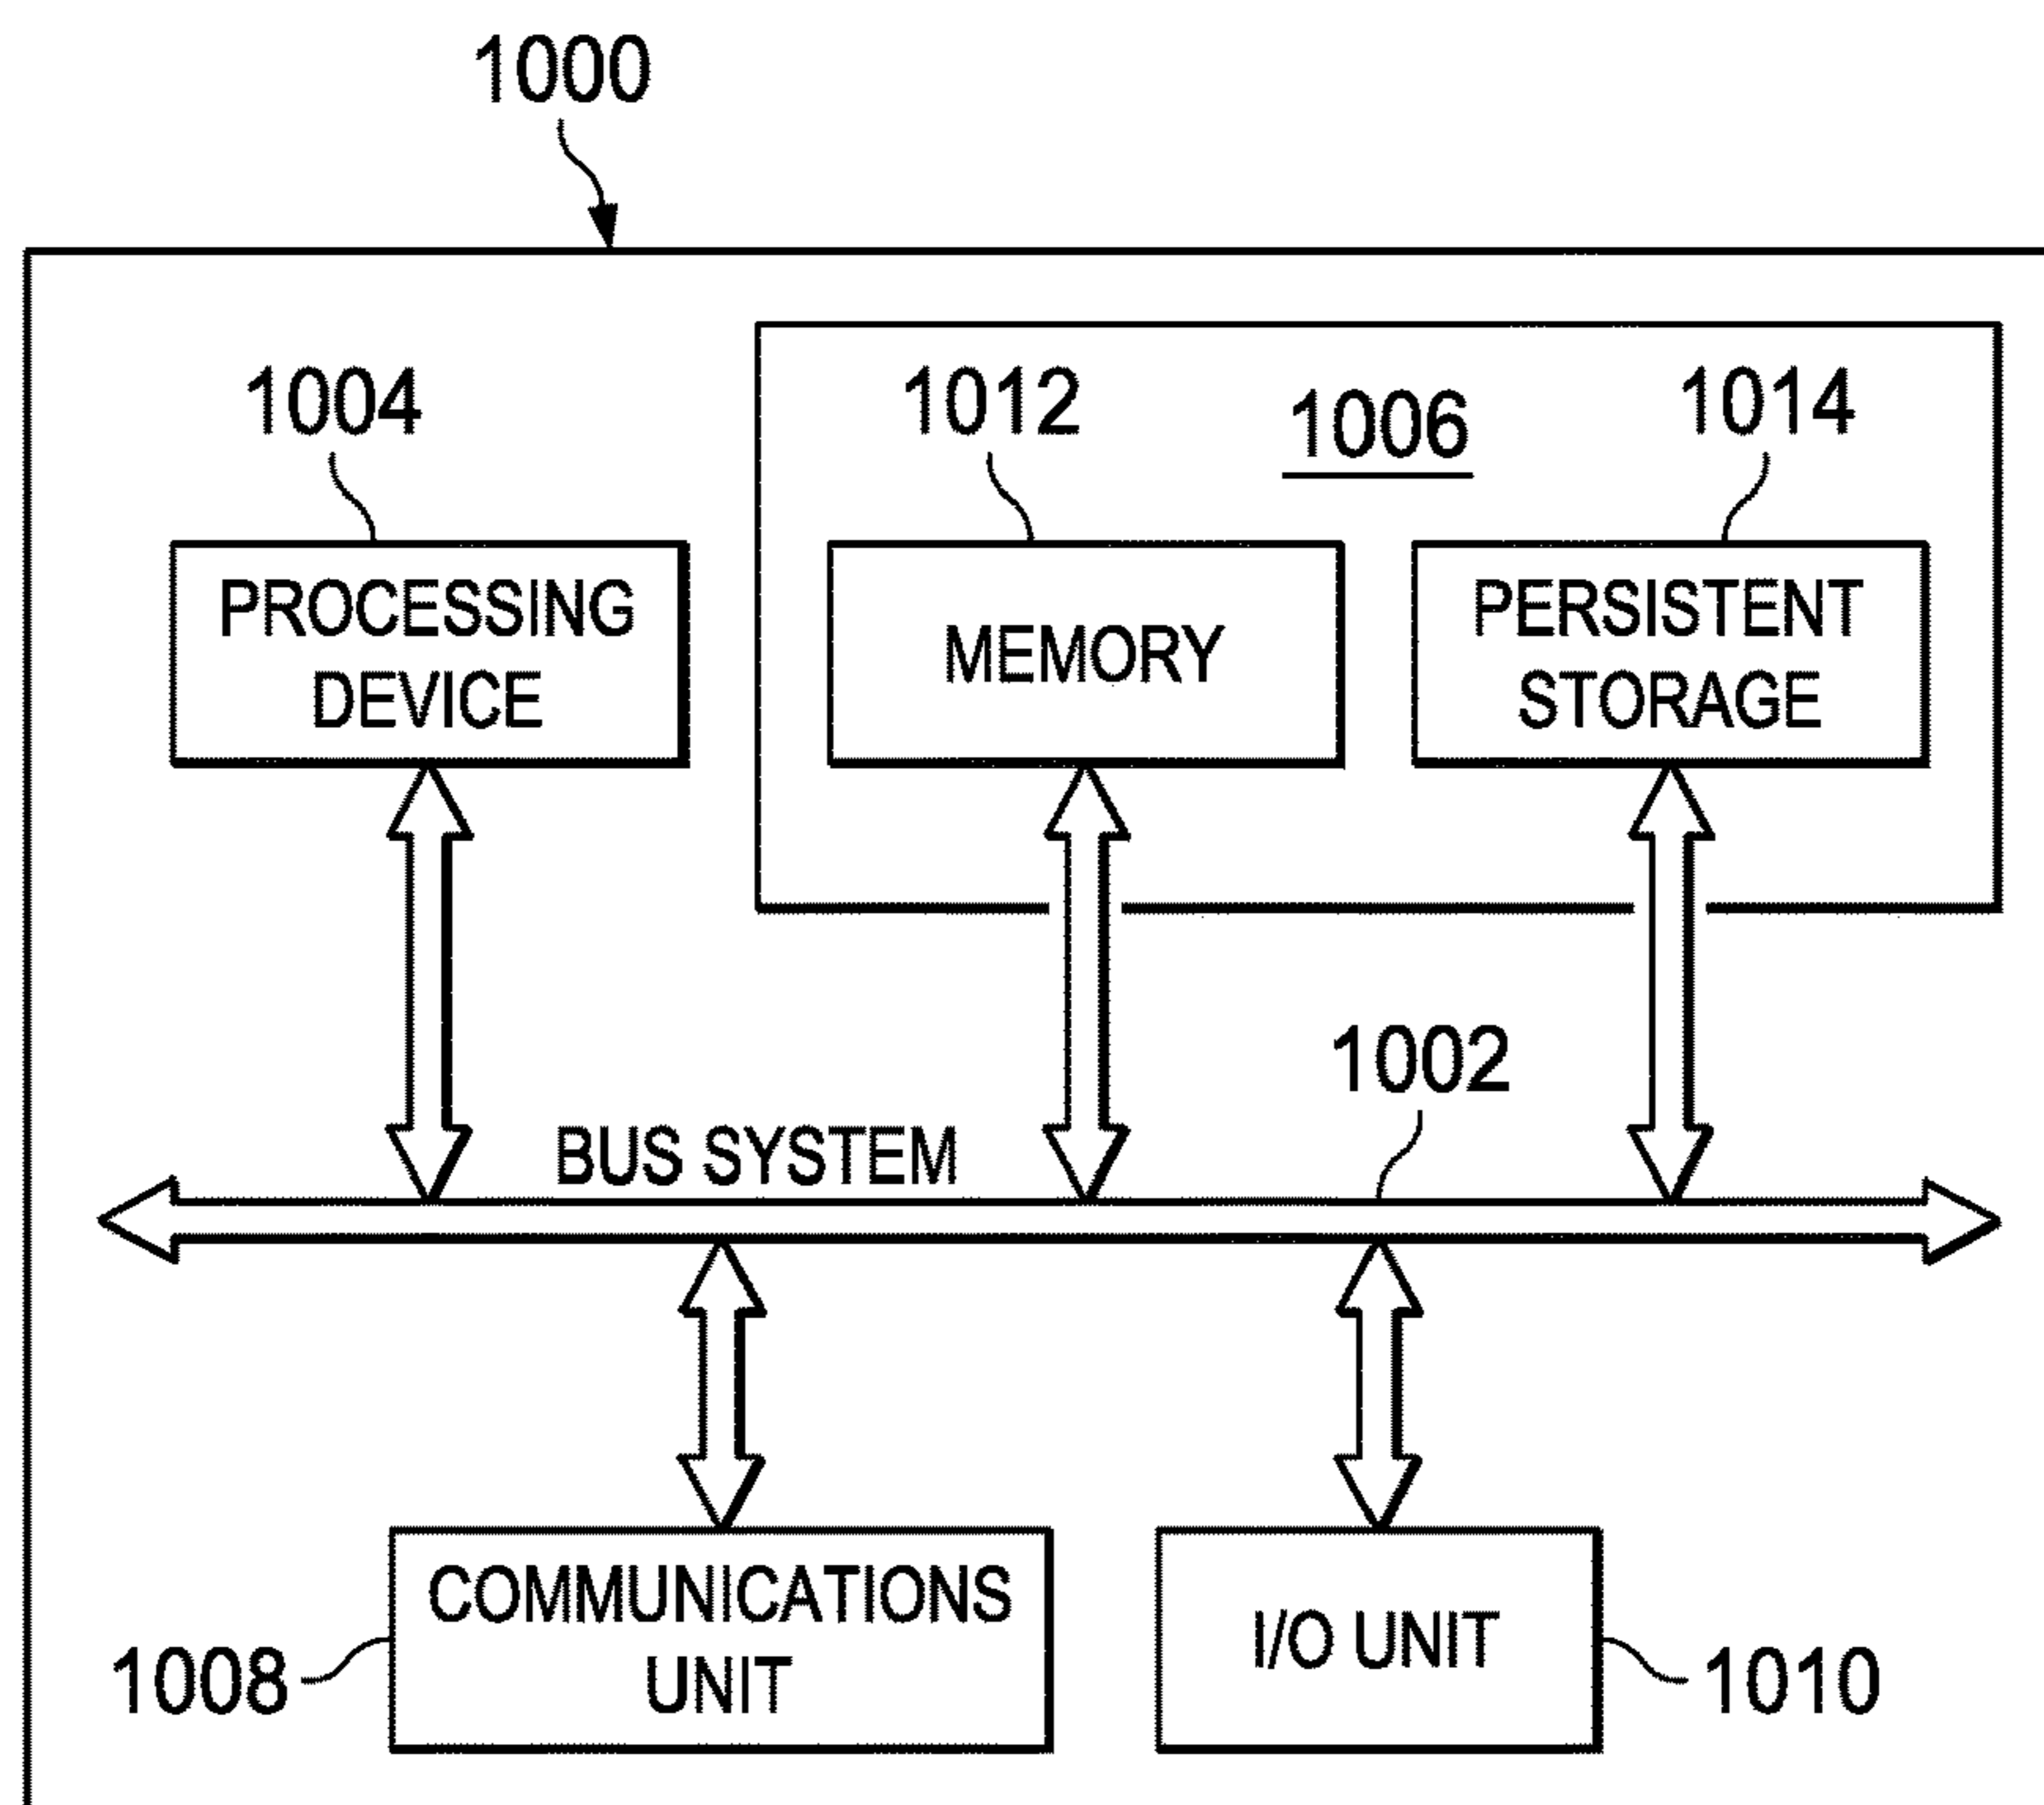 1000
1004
1012
1006
1014
PROCESSING
DEVICE
MEMORY
PERSISTENT
STORAGE
1002
BUS SYSTEM
COMMUNICATIONS
UNIT
I/O UNIT
1008
1010